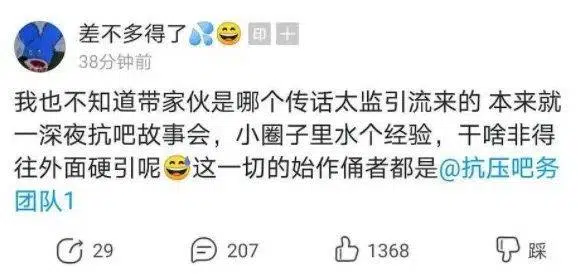 差不多得了💦😅 印 十
38分钟前
我也不知道带家伙是哪个传话太监引流来的 本来就
一深夜抗吧故事会，小圈子里水个经验，干啥非得
往外面硬引呢😅这一切的始作俑者都是@抗压吧务
团队1
29 207 1368 踩